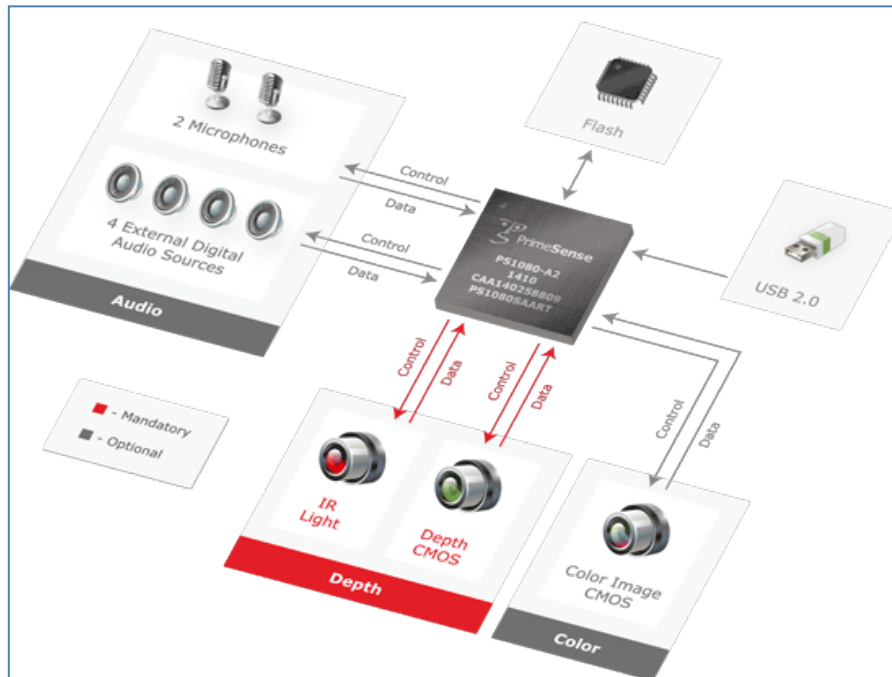 2 Microphones
4 External Digital
Audio Sources
Audio
Flash
USB 2.0
Control
Data
Control
Data
PrimeSense
PS1080-A2
1410
CAA140258809
PS1080SAART
Control
Data
Control
Data
Control
Data
- Mandatory
- Optional
IR
Light
Depth
CMOS
Depth
Color Image
CMOS
Color